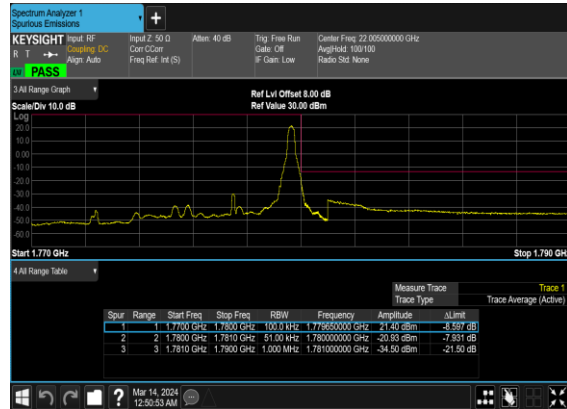 Spectrum Analyzer 1
Spurious Emissions
+
KEYSIGHT Input: RF Input Z: 50 Ω Atten: 40 dB Trig: Free Run Center Freq: 22.005000000 GHz
R T Coupling: DC Corr CCorr Gate: Off Avg|Hold: 100/100
Align: Auto Freq Ref: Int (S) IF Gain: Low Radio Std: None
PASS
3 All Range Graph
Ref Lvl Offset 8.00 dB
Scale/Div 10.0 dB Ref Value 30.00 dBm
Log
20.0
10.0
0.00
-10.0
-20.0
-30.0
-40.0
-50.0
-60.0
Start 1.770 GHz Stop 1.790 GH
4 All Range Table
Measure Trace Trace 1
Trace Type Trace Average (Active)
Spur Range Start Freq Stop Freq RBW Frequency Amplitude ΔLimit
1 1 1.7700 GHz 1.7800 GHz 100.0 kHz 1.779650000 GHz 21.40 dBm -8.597 dB
2 2 1.7800 GHz 1.7810 GHz 51.00 kHz 1.780000000 GHz -20.93 dBm -7.931 dB
3 3 1.7810 GHz 1.7900 GHz 1.000 MHz 1.781000000 GHz -34.50 dBm -21.50 dB
? Mar 14, 2024
12:50:53 AM